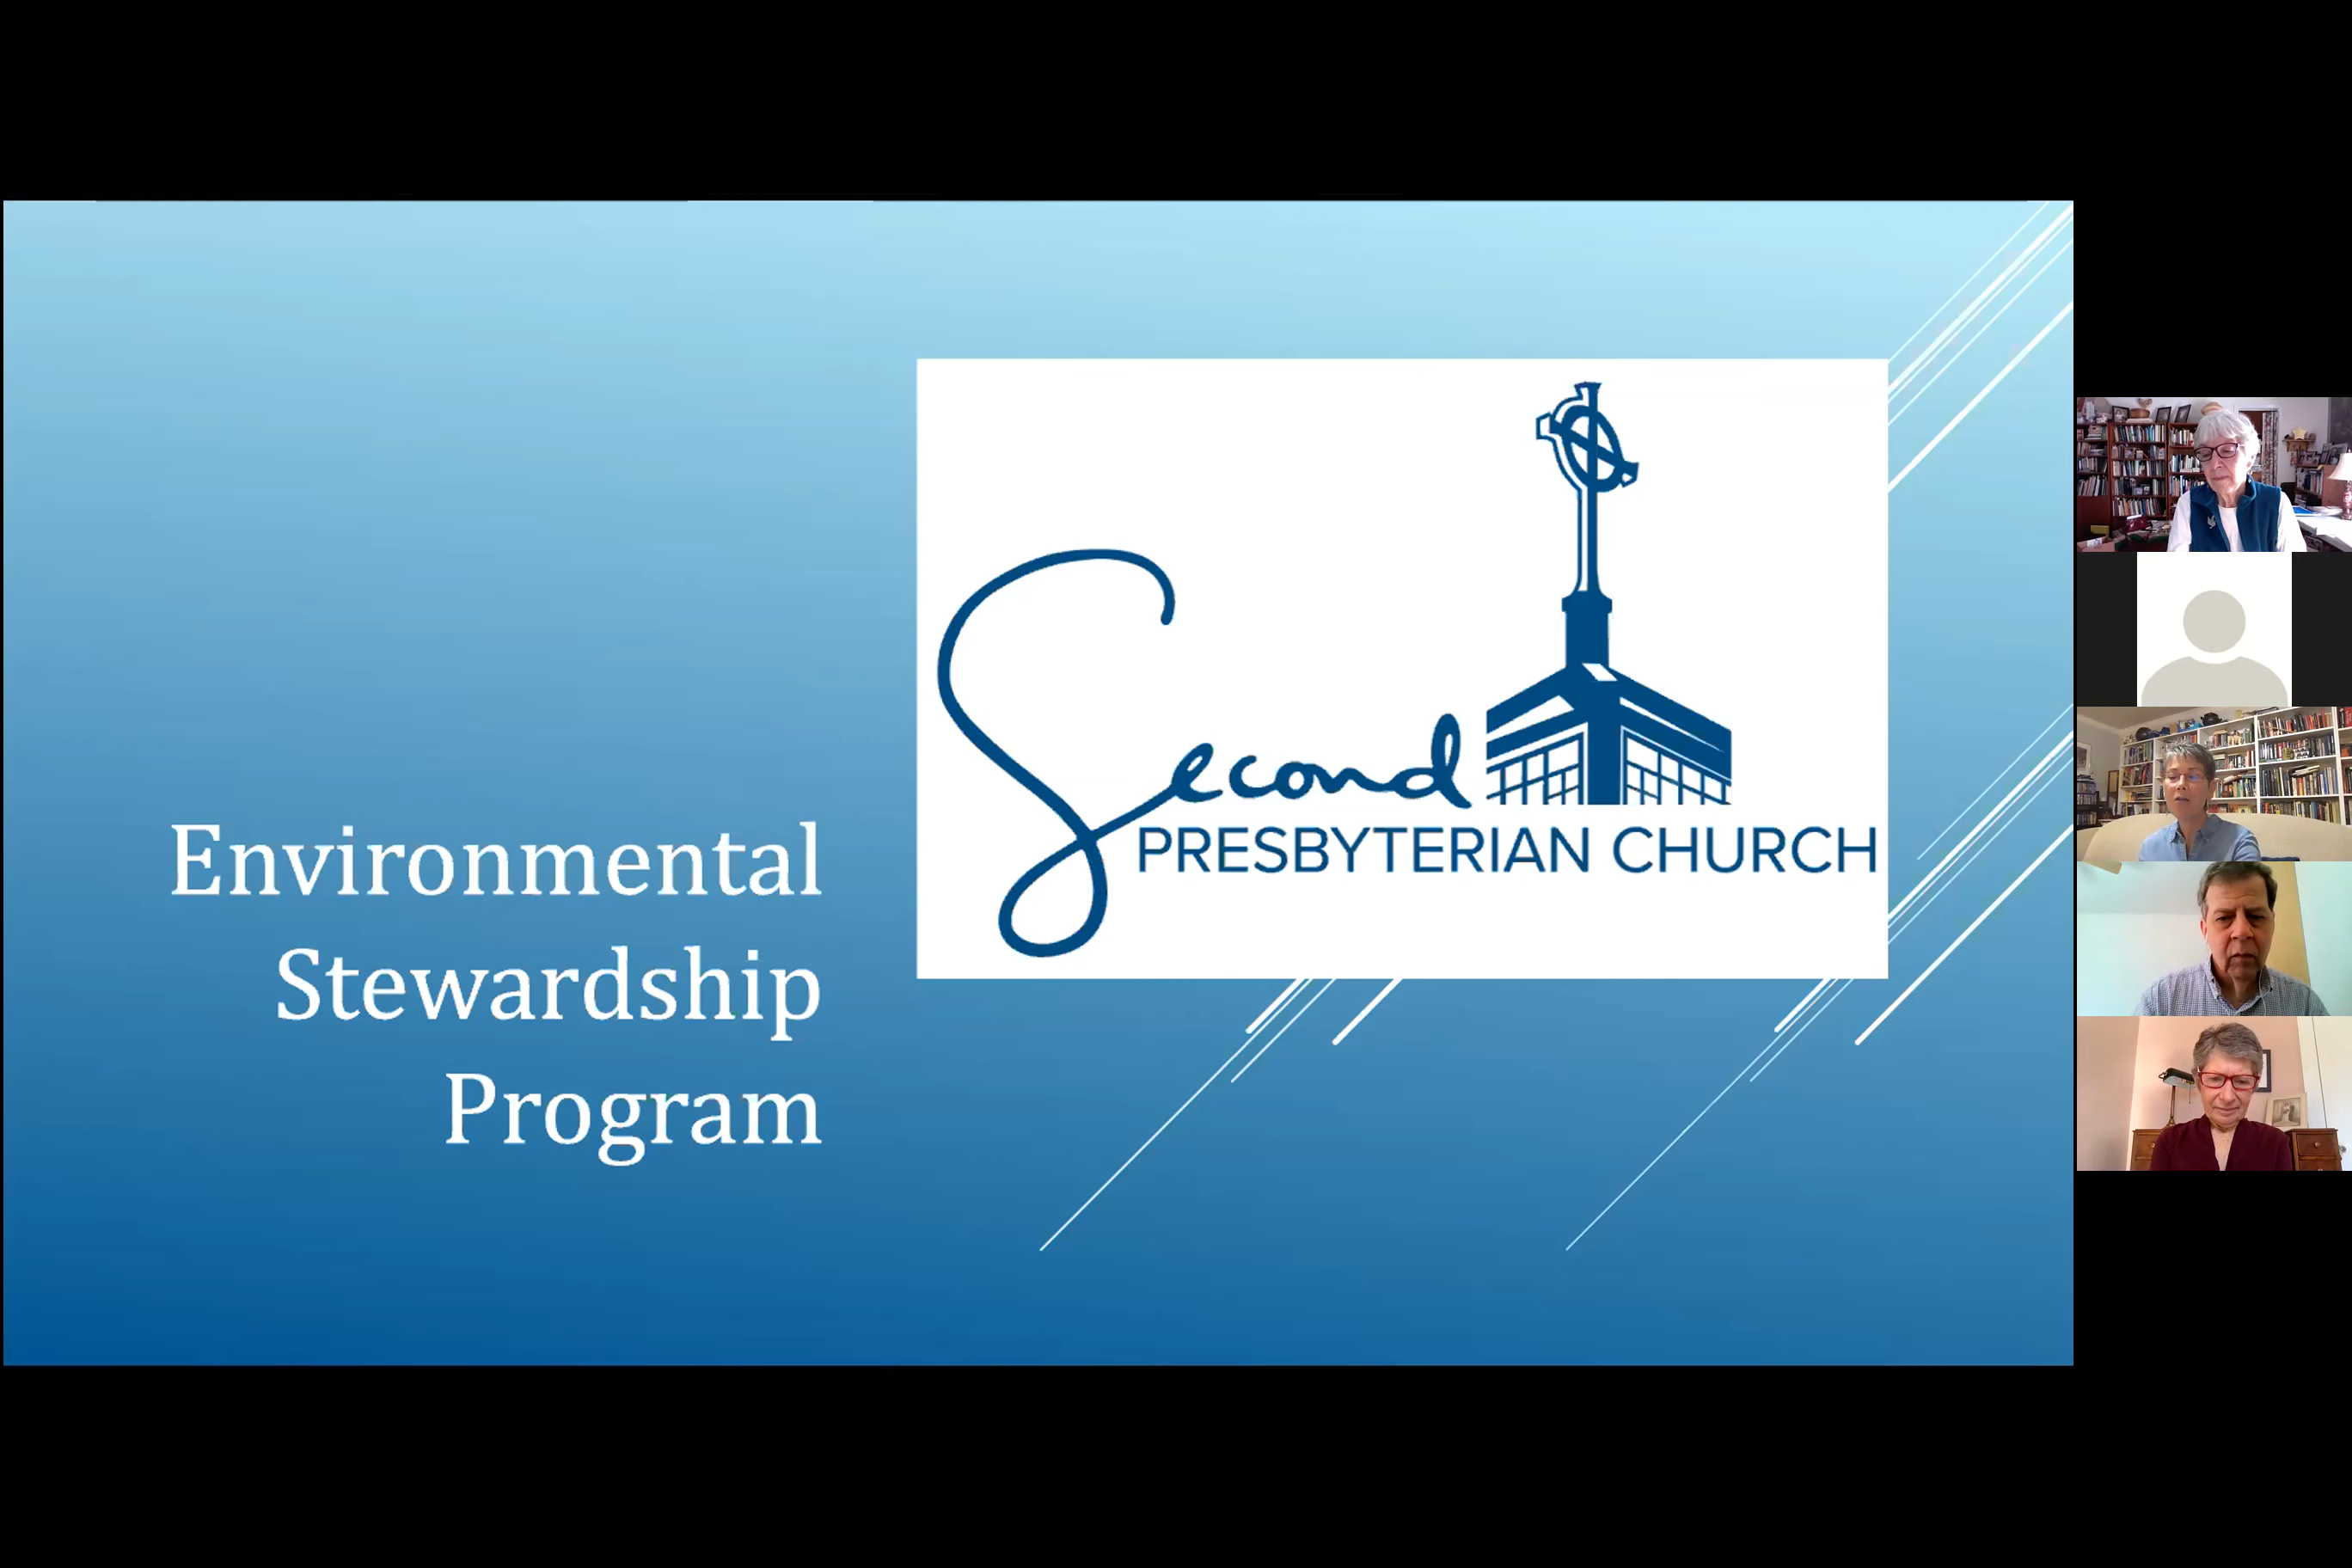 Environmental
Stewardship
Program
Second
PRESBYTERIAN CHURCH